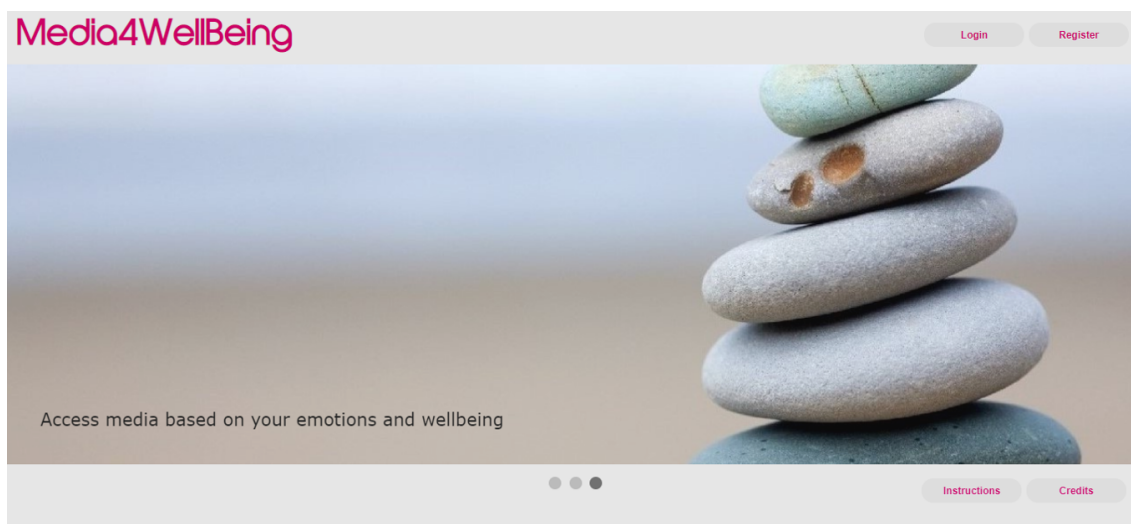 Media4WellBeing
Login
Register
Access media based on your emotions and wellbeing
Instructions
Credits